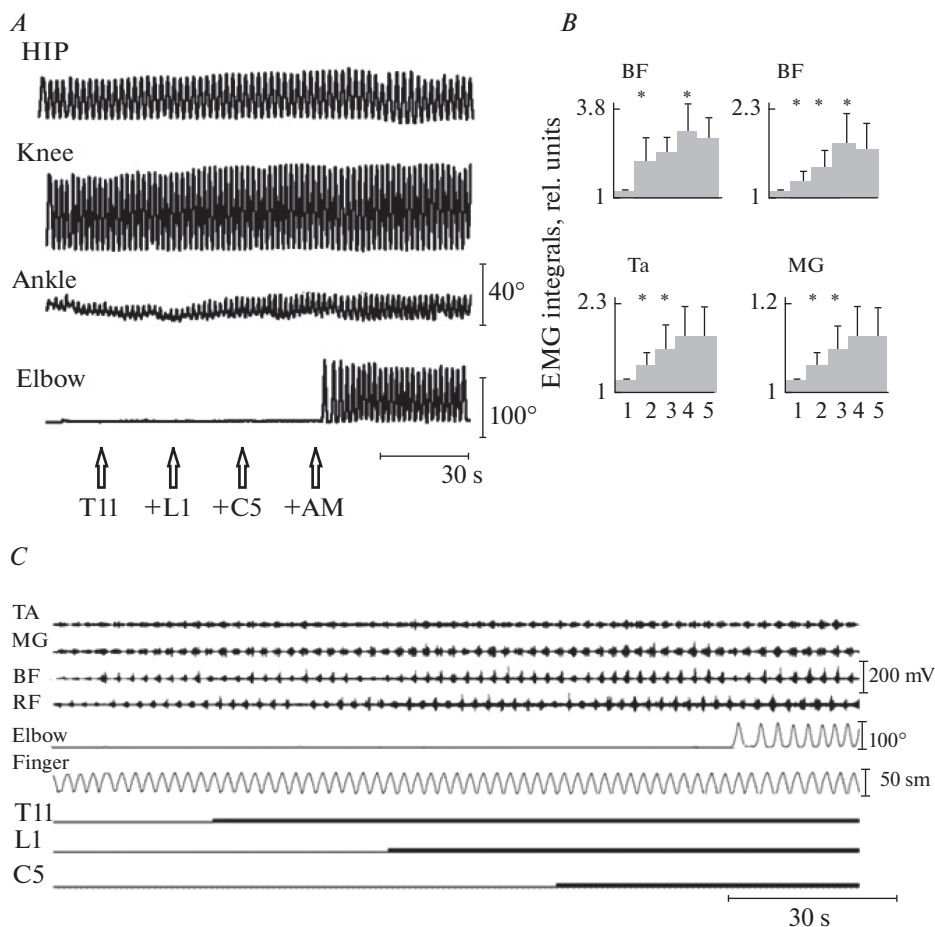 A
HIP
Knee
Ankle
40°
Elbow
100°
30 s
T11 +L1 +C5 +AM
B
EMG integrals, rel. units
BF
3.8
* *
1
BF
2.3
* * *
1
Ta
2.3
* *
1
1 2 3 4 5
MG
1.2
* *
1
1 2 3 4 5
C
TA
MG
BF
200 mV
RF
Elbow
100°
Finger
50 sm
T11
L1
C5
30 s